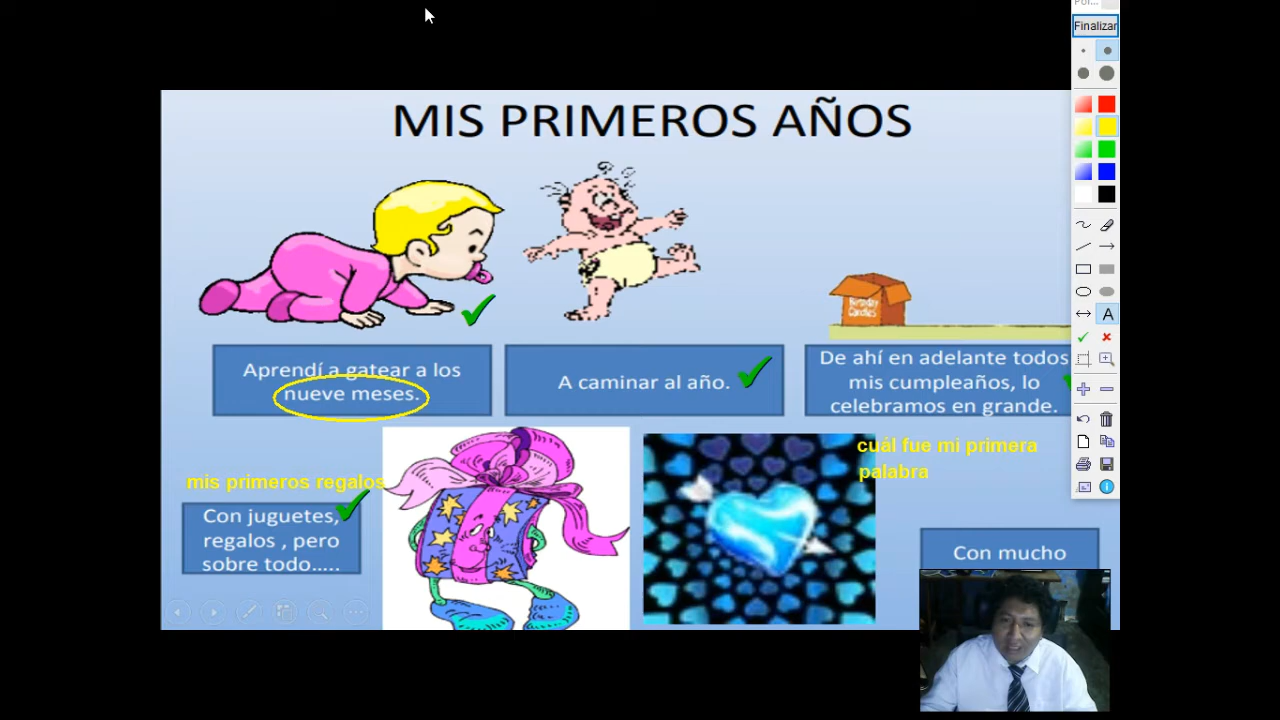 Finalizar
MIS PRIMEROS AÑOS
Birthday
Candles
Aprendí a gatear a los
nueve meses.
A caminar al año.
De ahí en adelante todos
mis cumpleaños, lo
celebramos en grande.
mis primeros regalos
cuál fue mi primera
palabra
Con juguetes,
regalos , pero
sobre todo…..
Con mucho
A